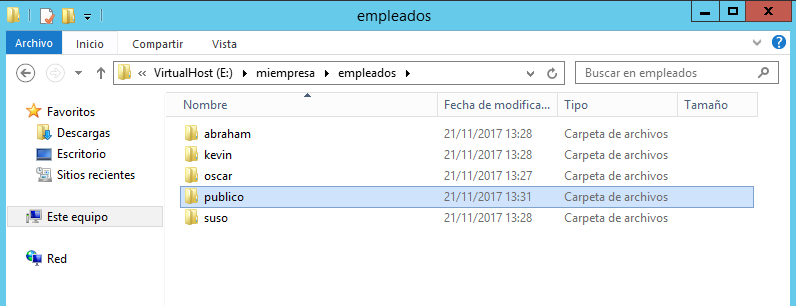 empleados
Archivo Inicio Compartir Vista
« VirtualHost (E:) miempresa empleados
Buscar en empleados
Favoritos
Descargas
Escritorio
Sitios recientes
Este equipo
Red
Nombre Fecha de modifica... Tipo Tamaño
abraham 21/11/2017 13:28 Carpeta de archivos
kevin 21/11/2017 13:28 Carpeta de archivos
oscar 21/11/2017 13:27 Carpeta de archivos
publico 21/11/2017 13:31 Carpeta de archivos
suso 21/11/2017 13:28 Carpeta de archivos